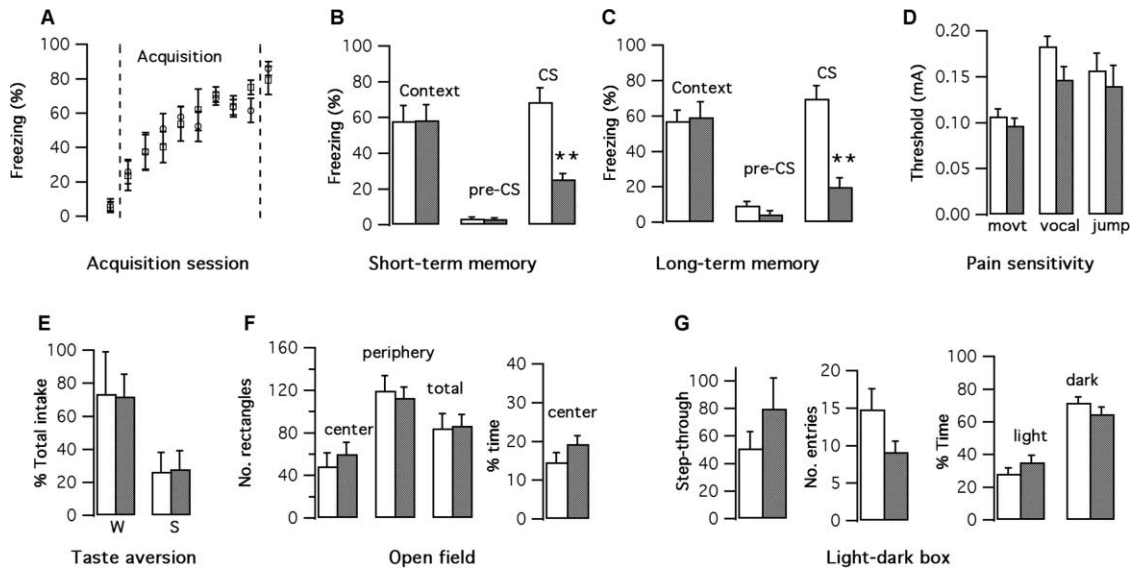 A
Freezing (%)
100
80
60
40
20
0
Acquisition
Acquisition session
B
Freezing (%)
100
80
60
40
20
0
Context
pre-CS
CS
**
Short-term memory
C
Freezing (%)
100
80
60
40
20
0
Context
pre-CS
CS
**
Long-term memory
D
Threshold (mA)
0.20
0.15
0.10
0.05
0.00
movt vocal jump
Pain sensitivity
E
% Total intake
100
80
60
40
20
0
W S
Taste aversion
F
No. rectangles
160
120
80
40
0
center
periphery
total
% time
40
30
20
10
0
center
Open field
G
Step-through
100
80
60
40
20
0
No. entries
20
15
10
5
0
% Time
100
80
60
40
20
0
light
dark
Light-dark box